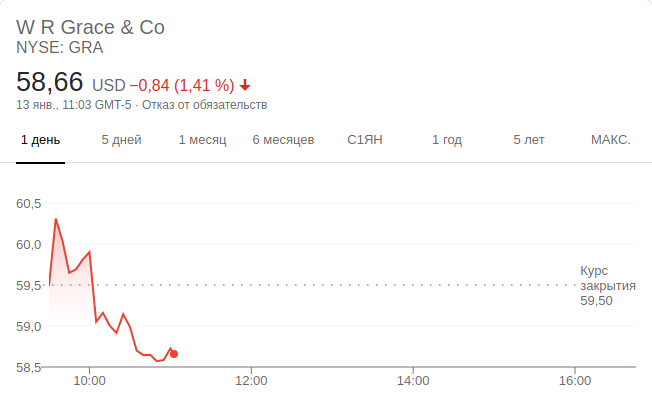 W R Grace & Co
NYSE: GRA
58,66 USD −0,84 (1,41 %)
13 янв., 11:03 GMT-5 · Отказ от обязательств
1 день 5 дней 1 месяц 6 месяцев С1ЯН 1 год 5 лет МАКС.
60,5
60,0
59,5
59,0
58,5
Курс
закрытия
59,50
10:00 12:00 14:00 16:00